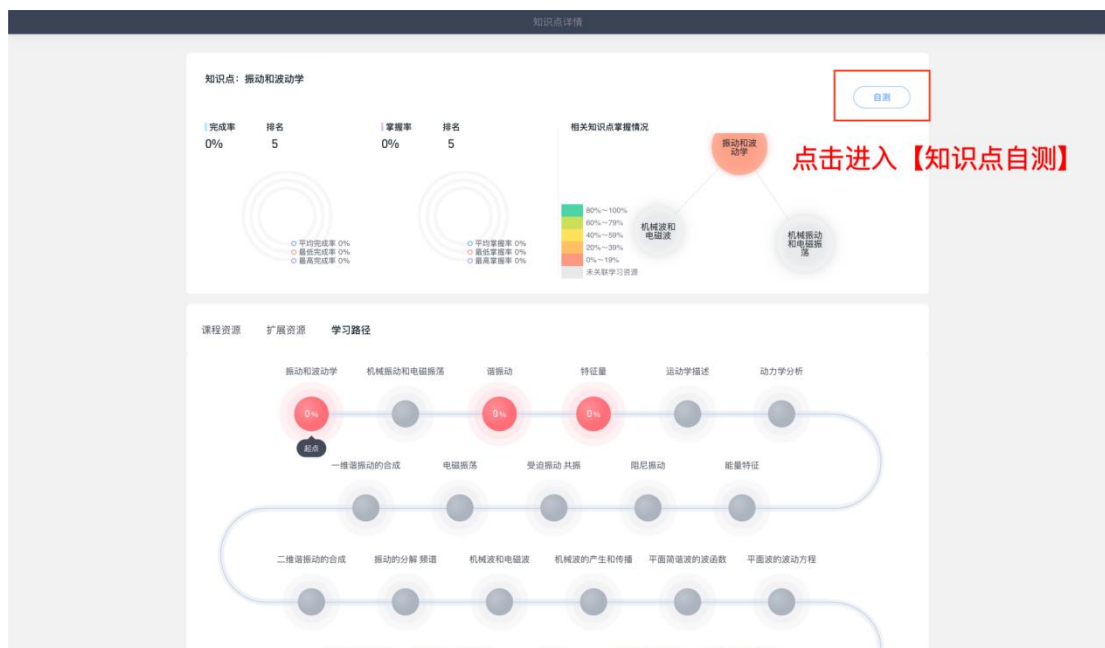 知识点详情
知识点：振动和波动学
自测
点击进入【知识点自测】
完成率 排名
0% 5
平均完成率 0%
最低完成率 0%
最高完成率 0%
掌握率 排名
0% 5
平均掌握率 0%
最低掌握率 0%
最高掌握率 0%
相关知识点掌握情况
振动和波
动学
机械波和
电磁波
机械振动
和电磁振
荡
80%～100%
60%～79%
40%～59%
20%～39%
0%～19%
未关联学习资源
课程资源 扩展资源 学习路径
振动和波动学 机械振动和电磁振荡 谐振动 特征量 运动学描述 动力学分析
0% 0% 0%
起点
一维谐振动的合成 电磁振荡 受迫振动 共振 阻尼振动 能量特征
二维谐振动的合成 振动的分解 频谱 机械波和电磁波 机械波的产生和传播 平面简谐波的波函数 平面波的波动方程